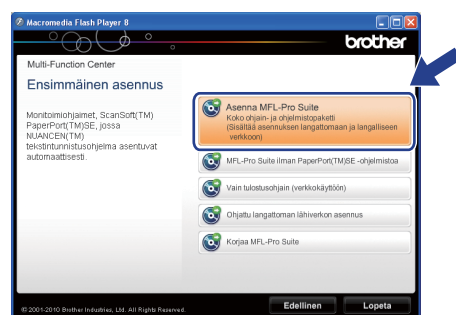 Macromedia Flash Player 8
brother
Multi-Function Center
Ensimmäinen asennus
Monitoimiohjaimet, ScanSoft(TM)
PaperPort(TM)SE, jossa
NUANCEN(TM)
tekstintunnistusohjelma asentuvat
automaattisesti.
Asenna MFL-Pro Suite
Koko ohjain- ja ohjelmistopaketti
(Sisältää asennuksen langattomaan ja langalliseen
verkkoon)
MFL-Pro Suite ilman PaperPort(TM)SE -ohjelmistoa
Vain tulostusohjain (verkkokäyttöön)
Ohjattu langattoman lähiverkon asennus
Korjaa MFL-Pro Suite
© 2001-2010 Brother Industries, Ltd. All Rights Reserved.
Edellinen
Lopeta